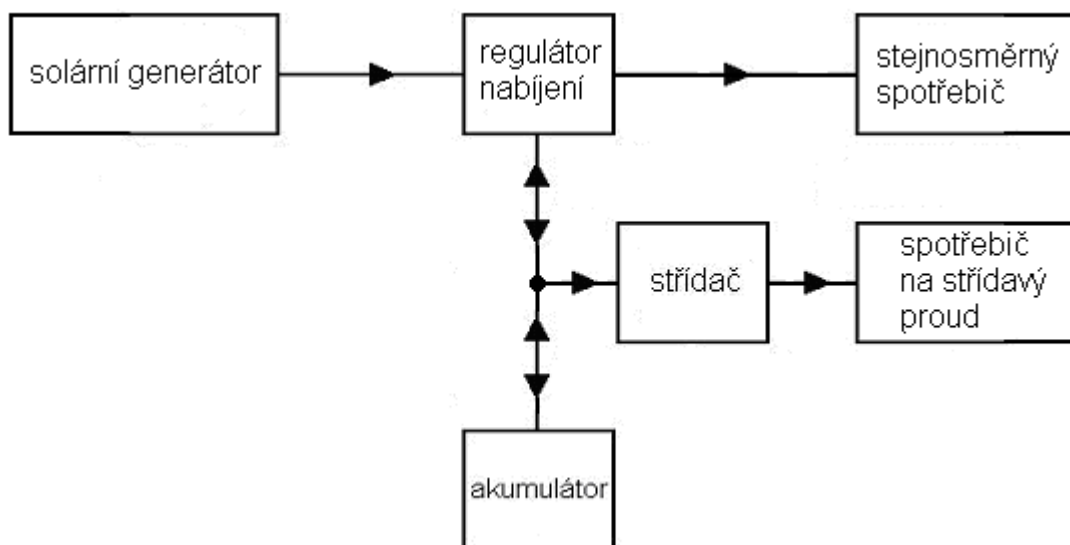 solární generátor
regulátor
nabíjení
stejnosměrný
spotřebič
střídač
spotřebič
na střídavý
proud
akumulátor